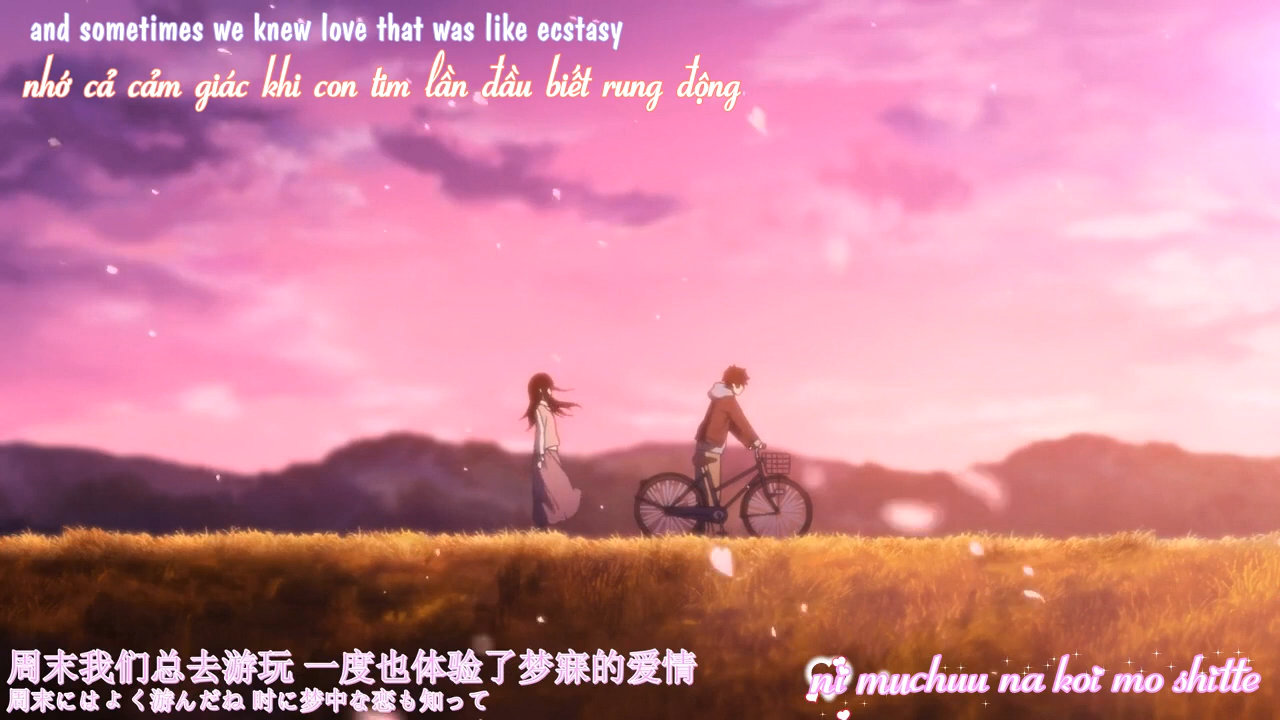 and sometimes we knew love that was like ecstasy
nhớ cả cảm giác khi con tim lần đầu biết rung động
周末我们总去游玩 一度也体验了梦寐的爱情
周末にはよく游んだね 时に梦中な恋も知って
ni muchuu na koi mo shitte